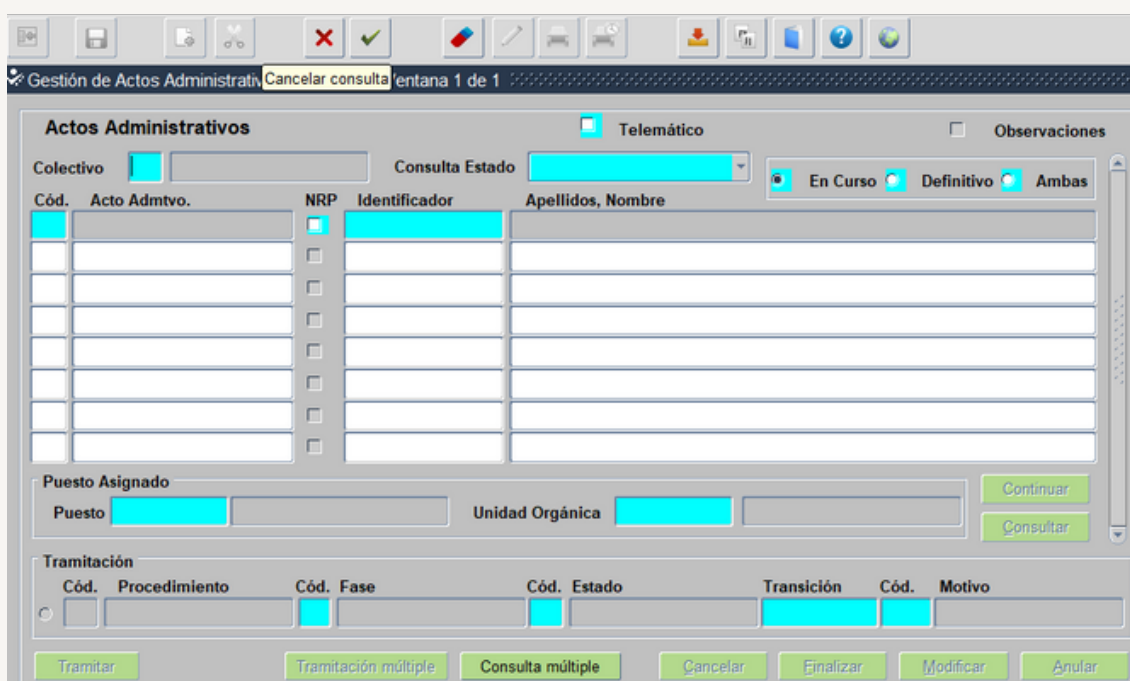 Gestión de Actos Administrativ
Cancelar consulta
entana 1 de 1
Actos Administrativos
Telemático
Observaciones
Colectivo
Consulta Estado
En Curso
Definitivo
Ambas
Cód.
Acto Admtvo.
NRP
Identificador
Apellidos, Nombre
Puesto Asignado
Puesto
Unidad Orgánica
Continuar
Consultar
Tramitación
Cód.
Procedimiento
Cód.
Fase
Cód.
Estado
Transición
Cód.
Motivo
Tramitar
Tramitación múltiple
Consulta múltiple
Cancelar
Finalizar
Modificar
Anular